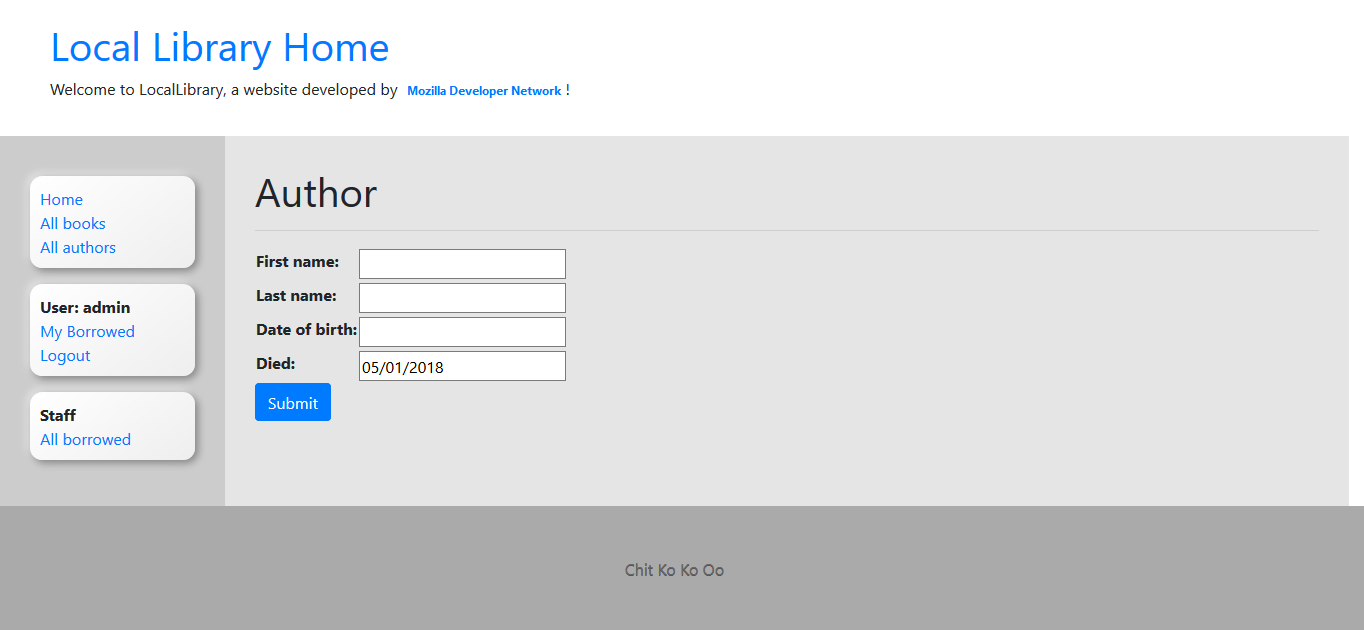 Local Library Home
Welcome to LocalLibrary, a website developed by Mozilla Developer Network !
Home
All books
All authors
User: admin
My Borrowed
Logout
Staff
All borrowed
Author
First name:
Last name:
Date of birth:
Died: 05/01/2018
Submit
Chit Ko Ko Oo